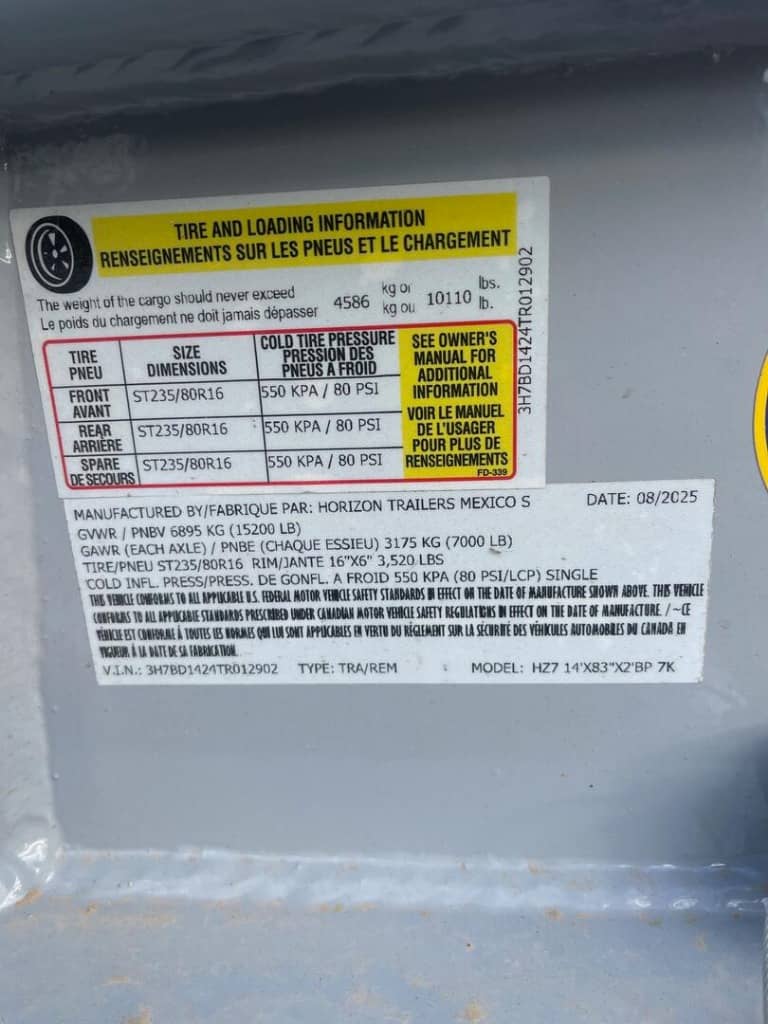 TIRE AND LOADING INFORMATION
RENSEIGNEMENTS SUR LES PNEUS ET LE CHARGEMENT
The weight of the cargo should never exceed 4586 kg or 10110 lbs.
Le poids du chargement ne doit jamais dépasser kg ou lb.
TIRE PNEU SIZE DIMENSIONS COLD TIRE PRESSURE PRESSION DES PNEUS A FROID
FRONT AVANT ST235/80R16 550 KPA / 80 PSI
REAR ARRIÈRE ST235/80R16 550 KPA / 80 PSI
SPARE DE SECOURS ST235/80R16 550 KPA / 80 PSI
SEE OWNER'S
MANUAL FOR
ADDITIONAL
INFORMATION
VOIR LE MANUEL
DE L'USAGER
POUR PLUS DE
RENSEIGNEMENTS
FD-339
3H7BD1424TR012902
MANUFACTURED BY/FABRIQUE PAR: HORIZON TRAILERS MEXICO S DATE: 08/2025
GVWR / PNBV 6895 KG (15200 LB)
GAWR (EACH AXLE) / PNBE (CHAQUE ESSIEU) 3175 KG (7000 LB)
TIRE/PNEU ST235/80R16 RIM/JANTE 16"X6" 3,520 LBS
COLD INFL. PRESS/PRESS. DE GONFL. A FROID 550 KPA (80 PSI/LCP) SINGLE
THIS VEHICLE CONFORMS TO ALL APPLICABLE U.S. FEDERAL MOTOR VEHICLE SAFETY STANDARDS IN EFFECT ON THE DATE OF MANUFACTURE SHOWN ABOVE. THIS VEHICLE
CONFORMS TO ALL APPLICABLE STANDARDS PRESCRIBED UNDER CANADIAN MOTOR VEHICLE SAFETY REGULATIONS IN EFFECT ON THE DATE OF MANUFACTURE. / ~CE
VÉHICLE EST CONFORME À TOUTES LES NORMES QUI LUI SONT APPLICABLES EN VERTU DU RÈGLEMENT SUR LA SÉCURITÉ DES VÉHICULES AUTOMOBILES DU CANADA EN
VIGUEUR À LA DATE DE SA FABRICATION.
V.I.N.: 3H7BD1424TR012902 TYPE: TRA/REM MODEL: HZ7 14'X83"X2'BP 7K